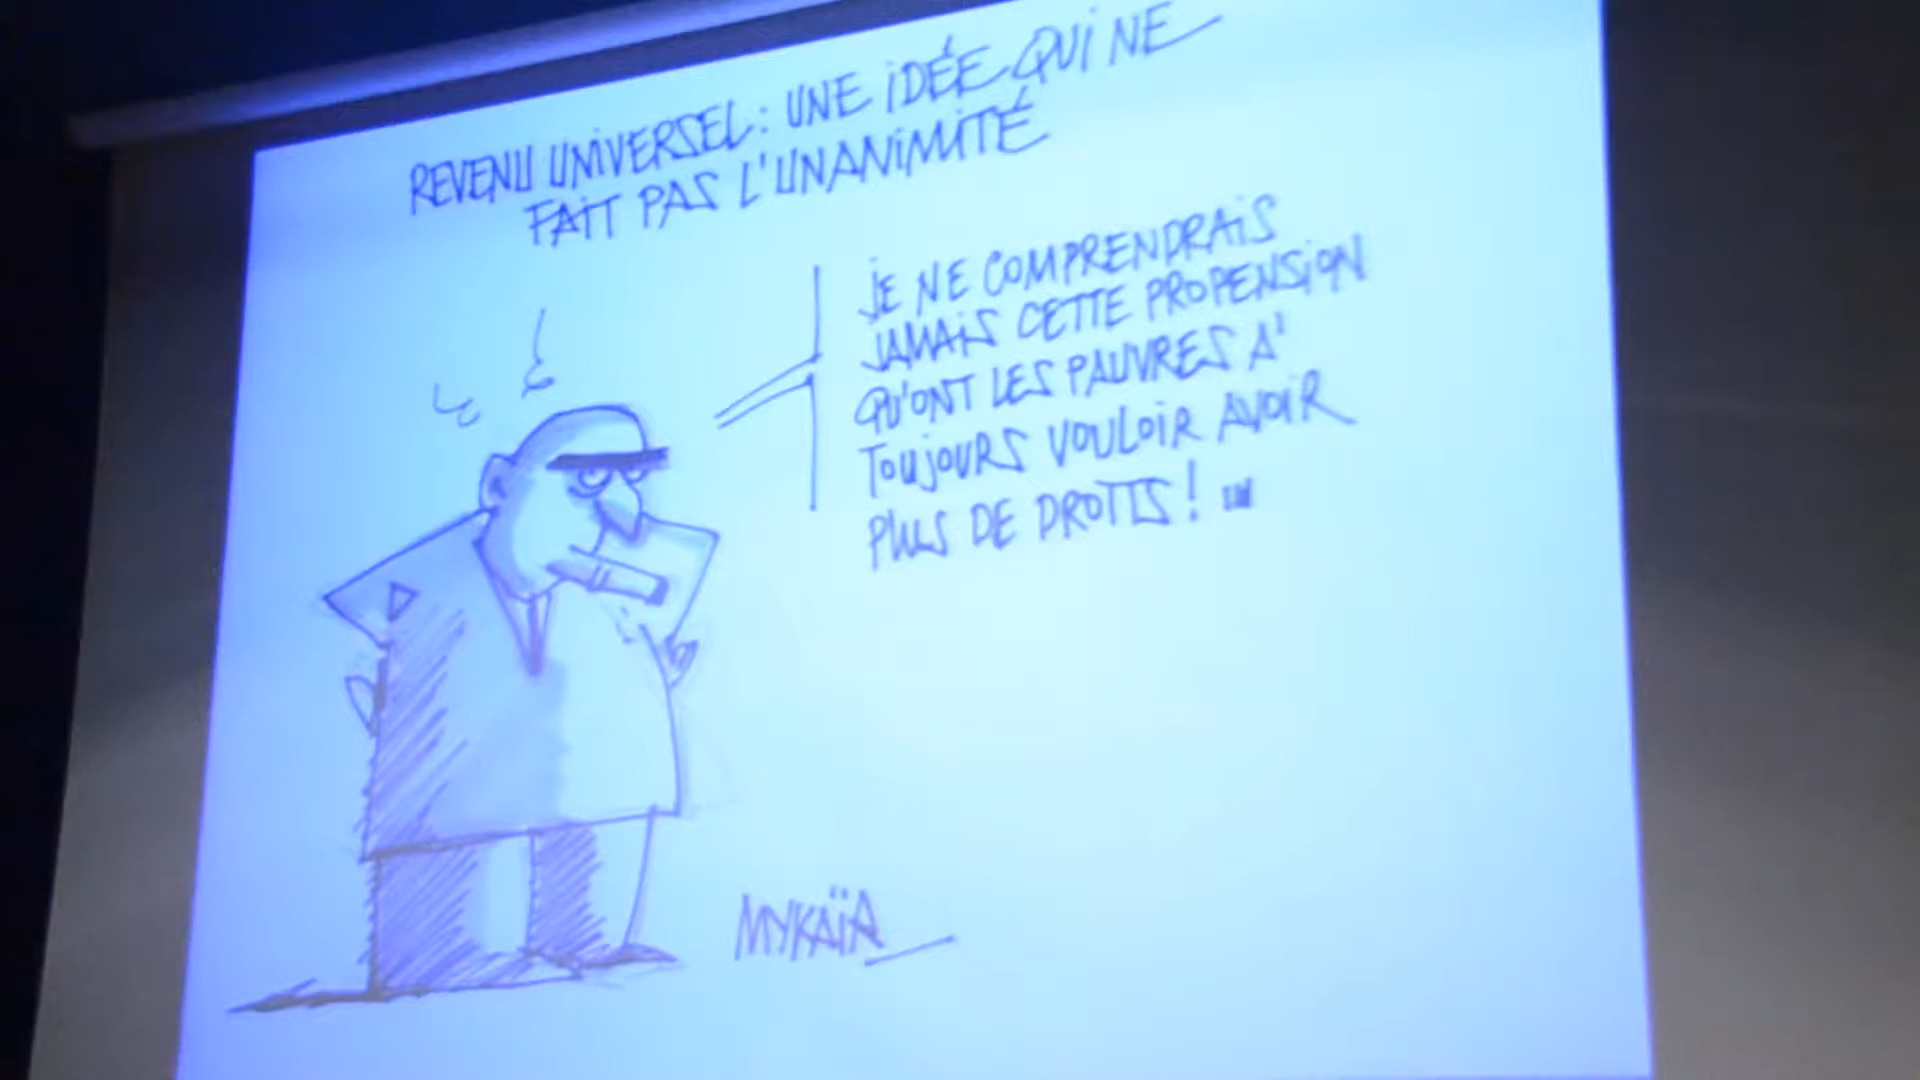 REVENU UNIVERSEL : UNE IDÉE QUI NE
FAIT PAS L'UNANIMITÉ
JE NE COMPRENDRAIS
JAMAIS CETTE PROPENSION
QU'ONT LES PAUVRES A'
TOUJOURS VOULOIR AVOIR
PLUS DE DROITS !
MYKAÏA